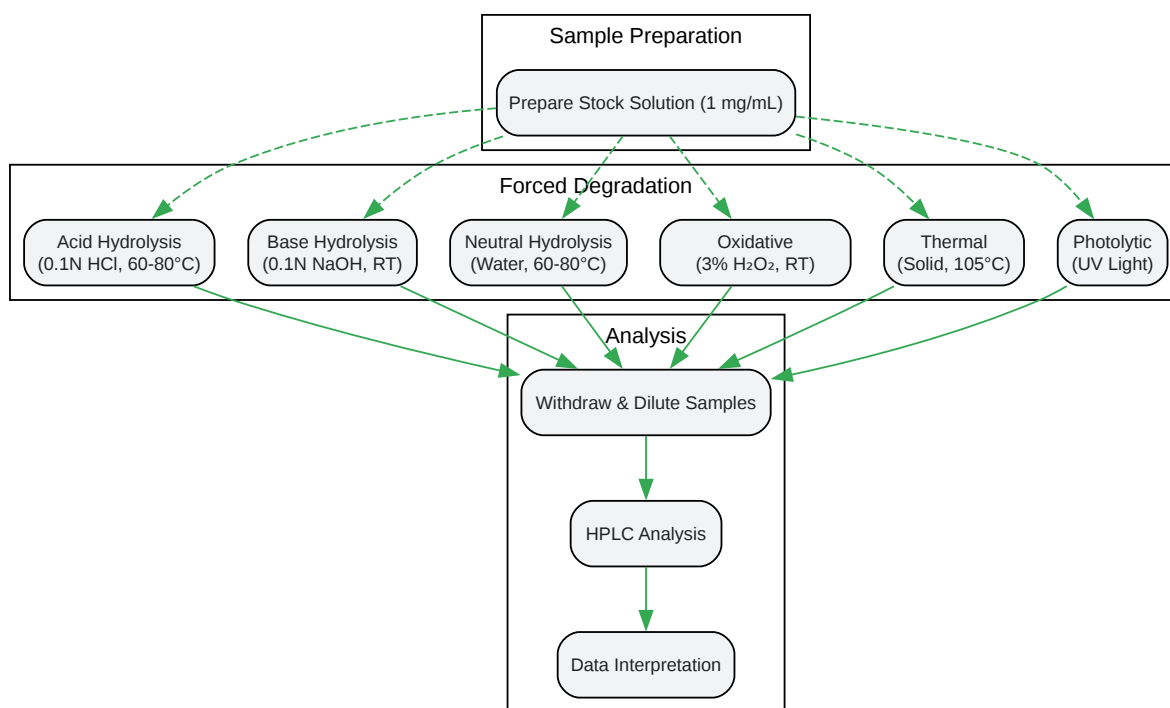 Sample Preparation
Prepare Stock Solution (1 mg/mL)
Forced Degradation
Acid Hydrolysis
(0.1N HCl, 60-80°C)
Base Hydrolysis
(0.1N NaOH, RT)
Neutral Hydrolysis
(Water, 60-80°C)
Oxidative
(3% H₂O₂, RT)
Thermal
(Solid, 105°C)
Photolytic
(UV Light)
Analysis
Withdraw & Dilute Samples
HPLC Analysis
Data Interpretation